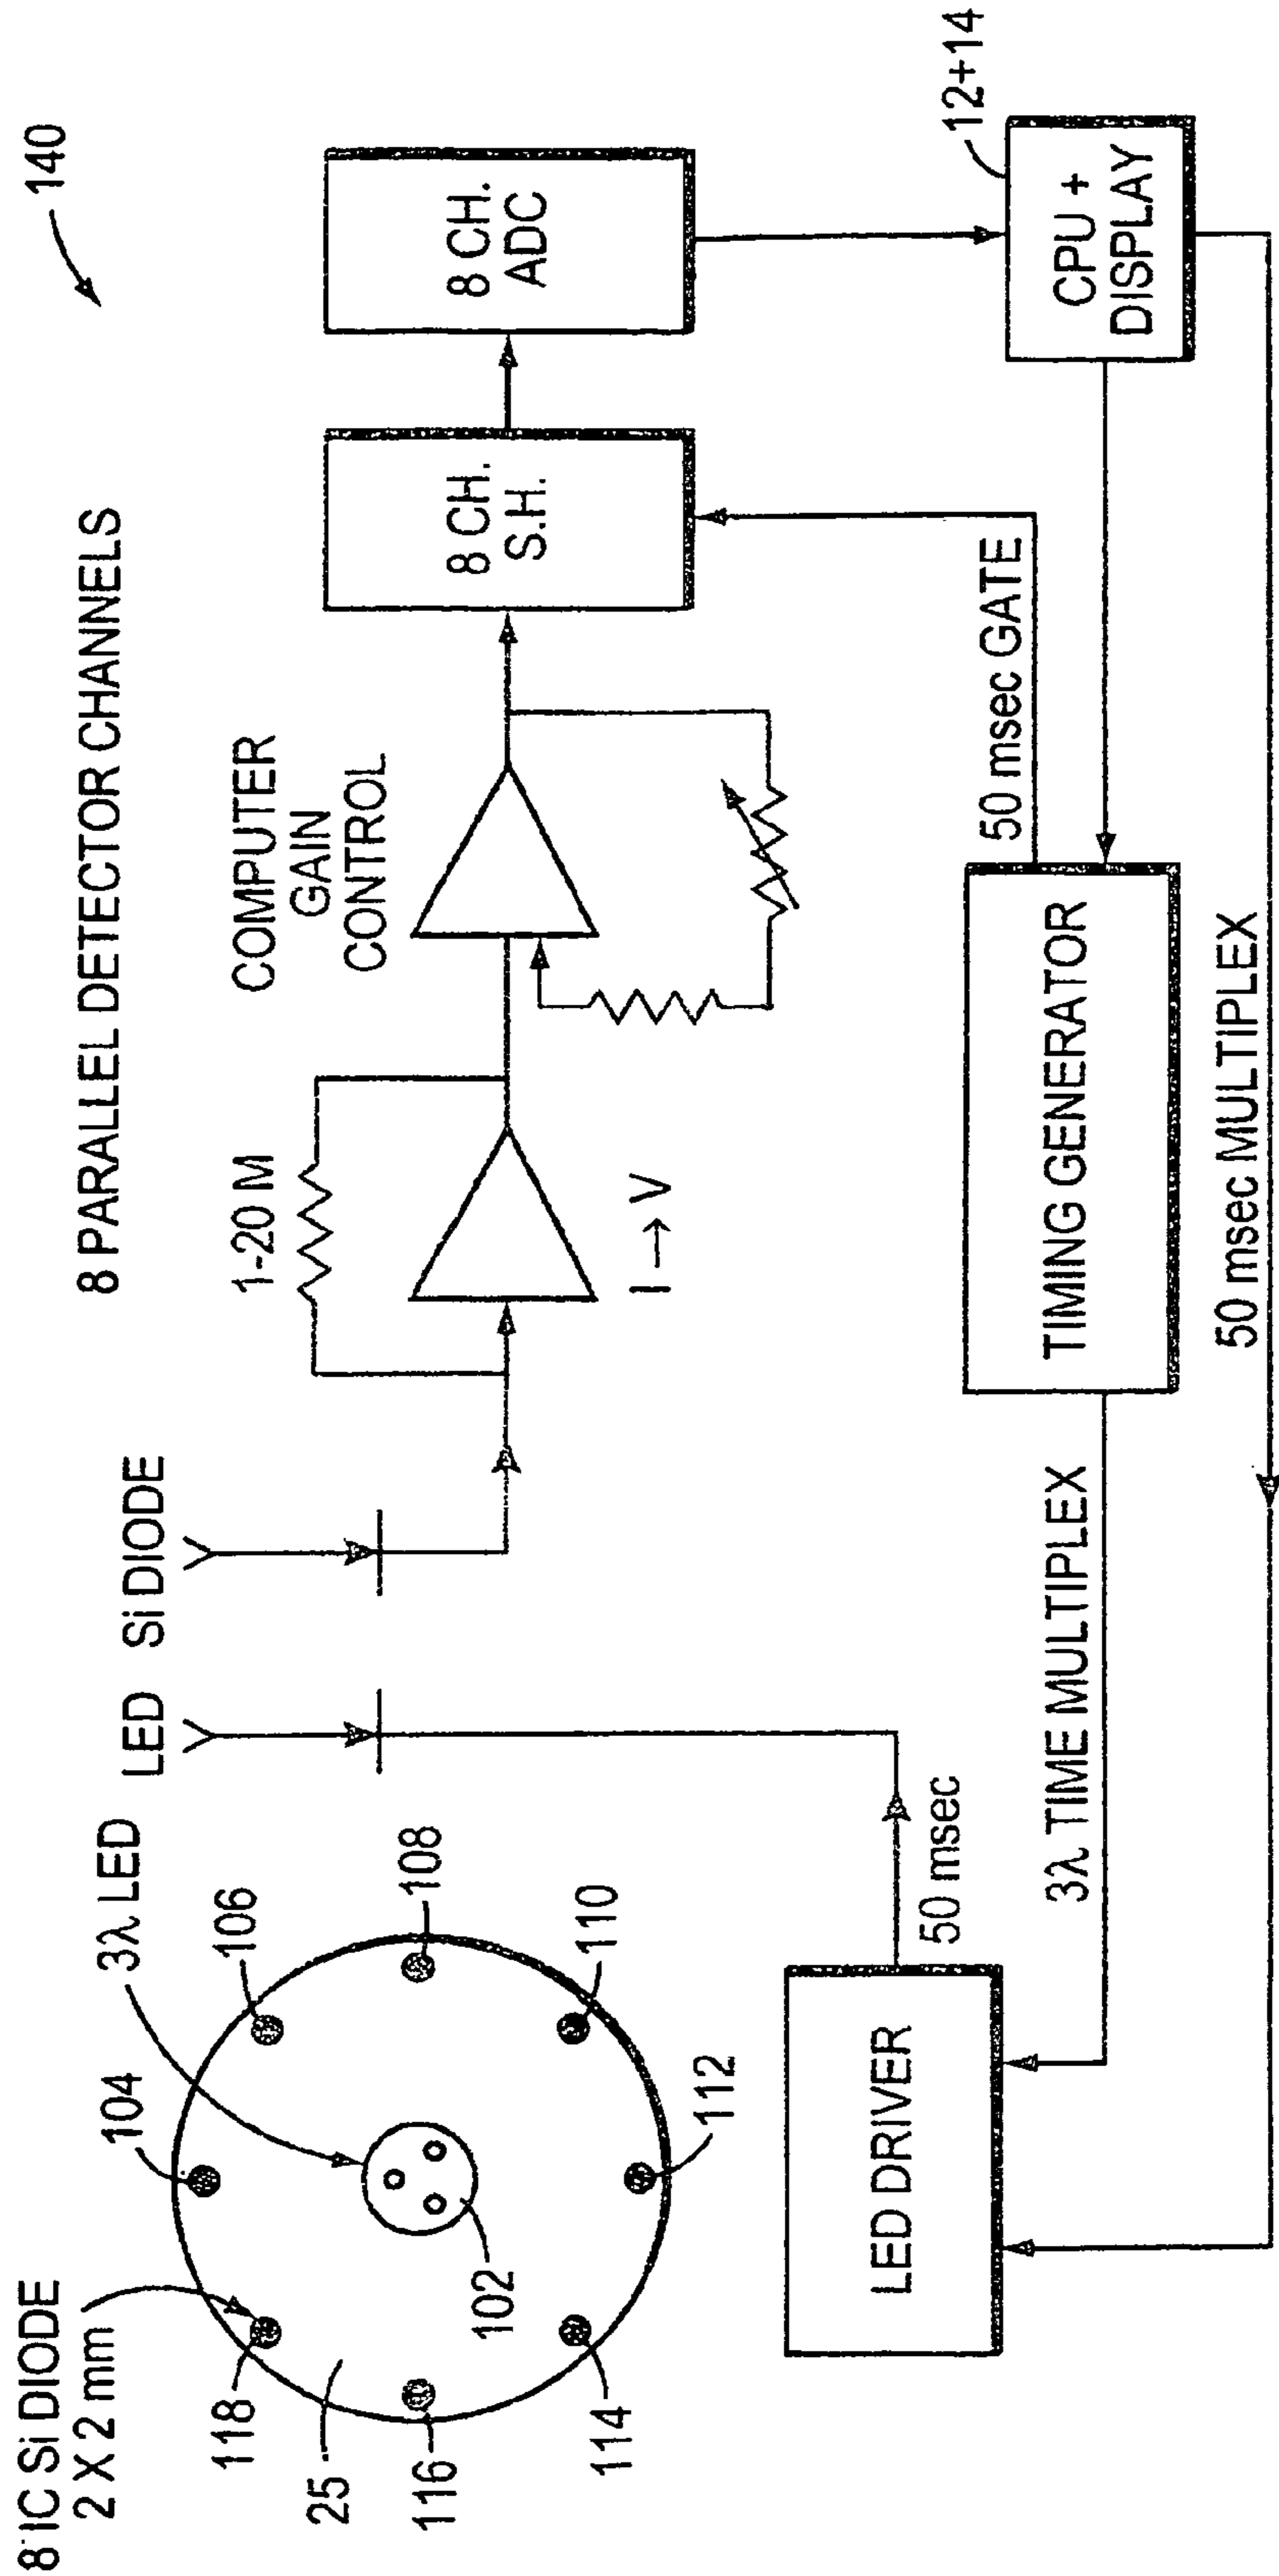 140
8 PARALLEL DETECTOR CHANNELS
8 IC Si DIODE
2 X 2 mm
3λ LED
LED
Si DIODE
1-20 M
I → V
COMPUTER
GAIN
CONTROL
8 CH.
S.H.
8 CH.
ADC
104
106
108
110
112
114
116
118
25
102
LED DRIVER
50 msec
3λ TIME MULTIPLEX
TIMING GENERATOR
50 msec GATE
CPU +
DISPLAY
12+14
50 msec MULTIPLEX